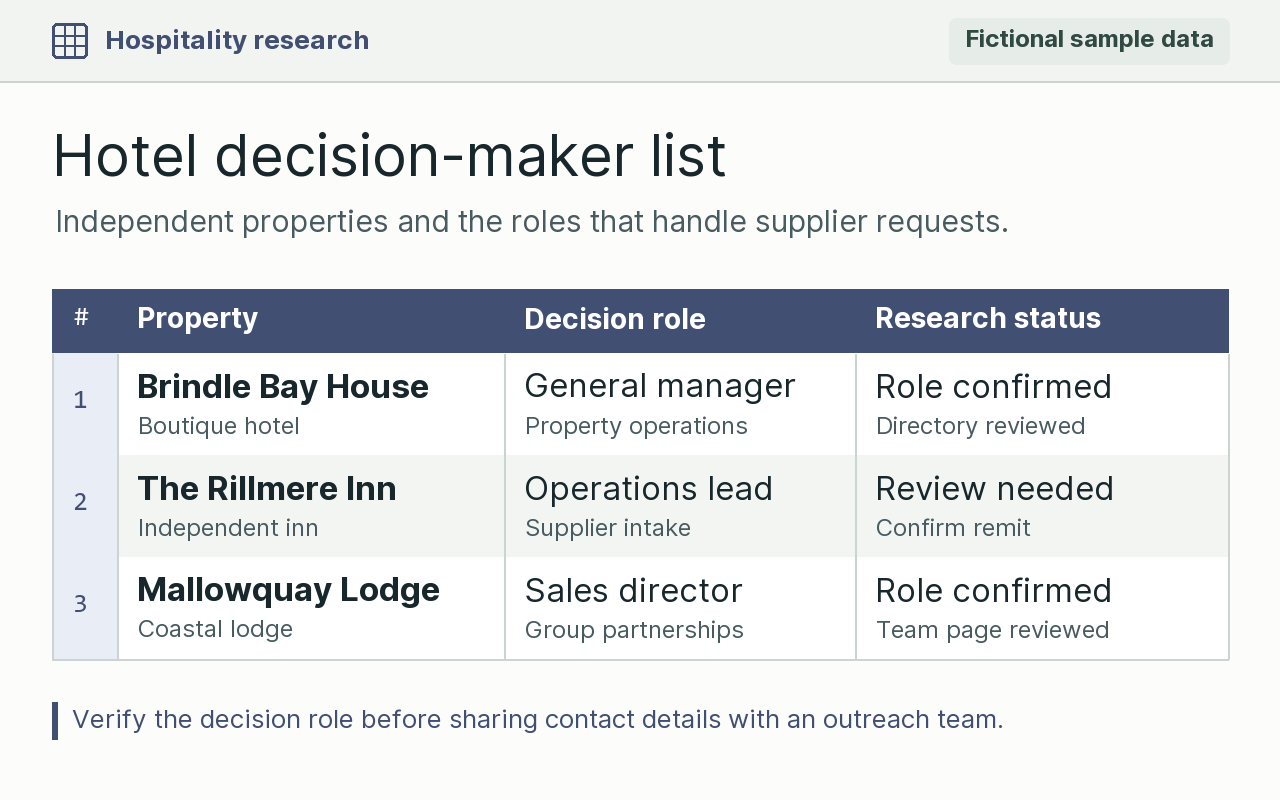 Hospitality research
Fictional sample data
Hotel decision-maker list
Independent properties and the roles that handle supplier requests.
# Property Decision role Research status
1 Brindle Bay House General manager Role confirmed
Boutique hotel Property operations Directory reviewed
2 The Rillmere Inn Operations lead Review needed
Independent inn Supplier intake Confirm remit
3 Mallowquay Lodge Sales director Role confirmed
Coastal lodge Group partnerships Team page reviewed
Verify the decision role before sharing contact details with an outreach team.